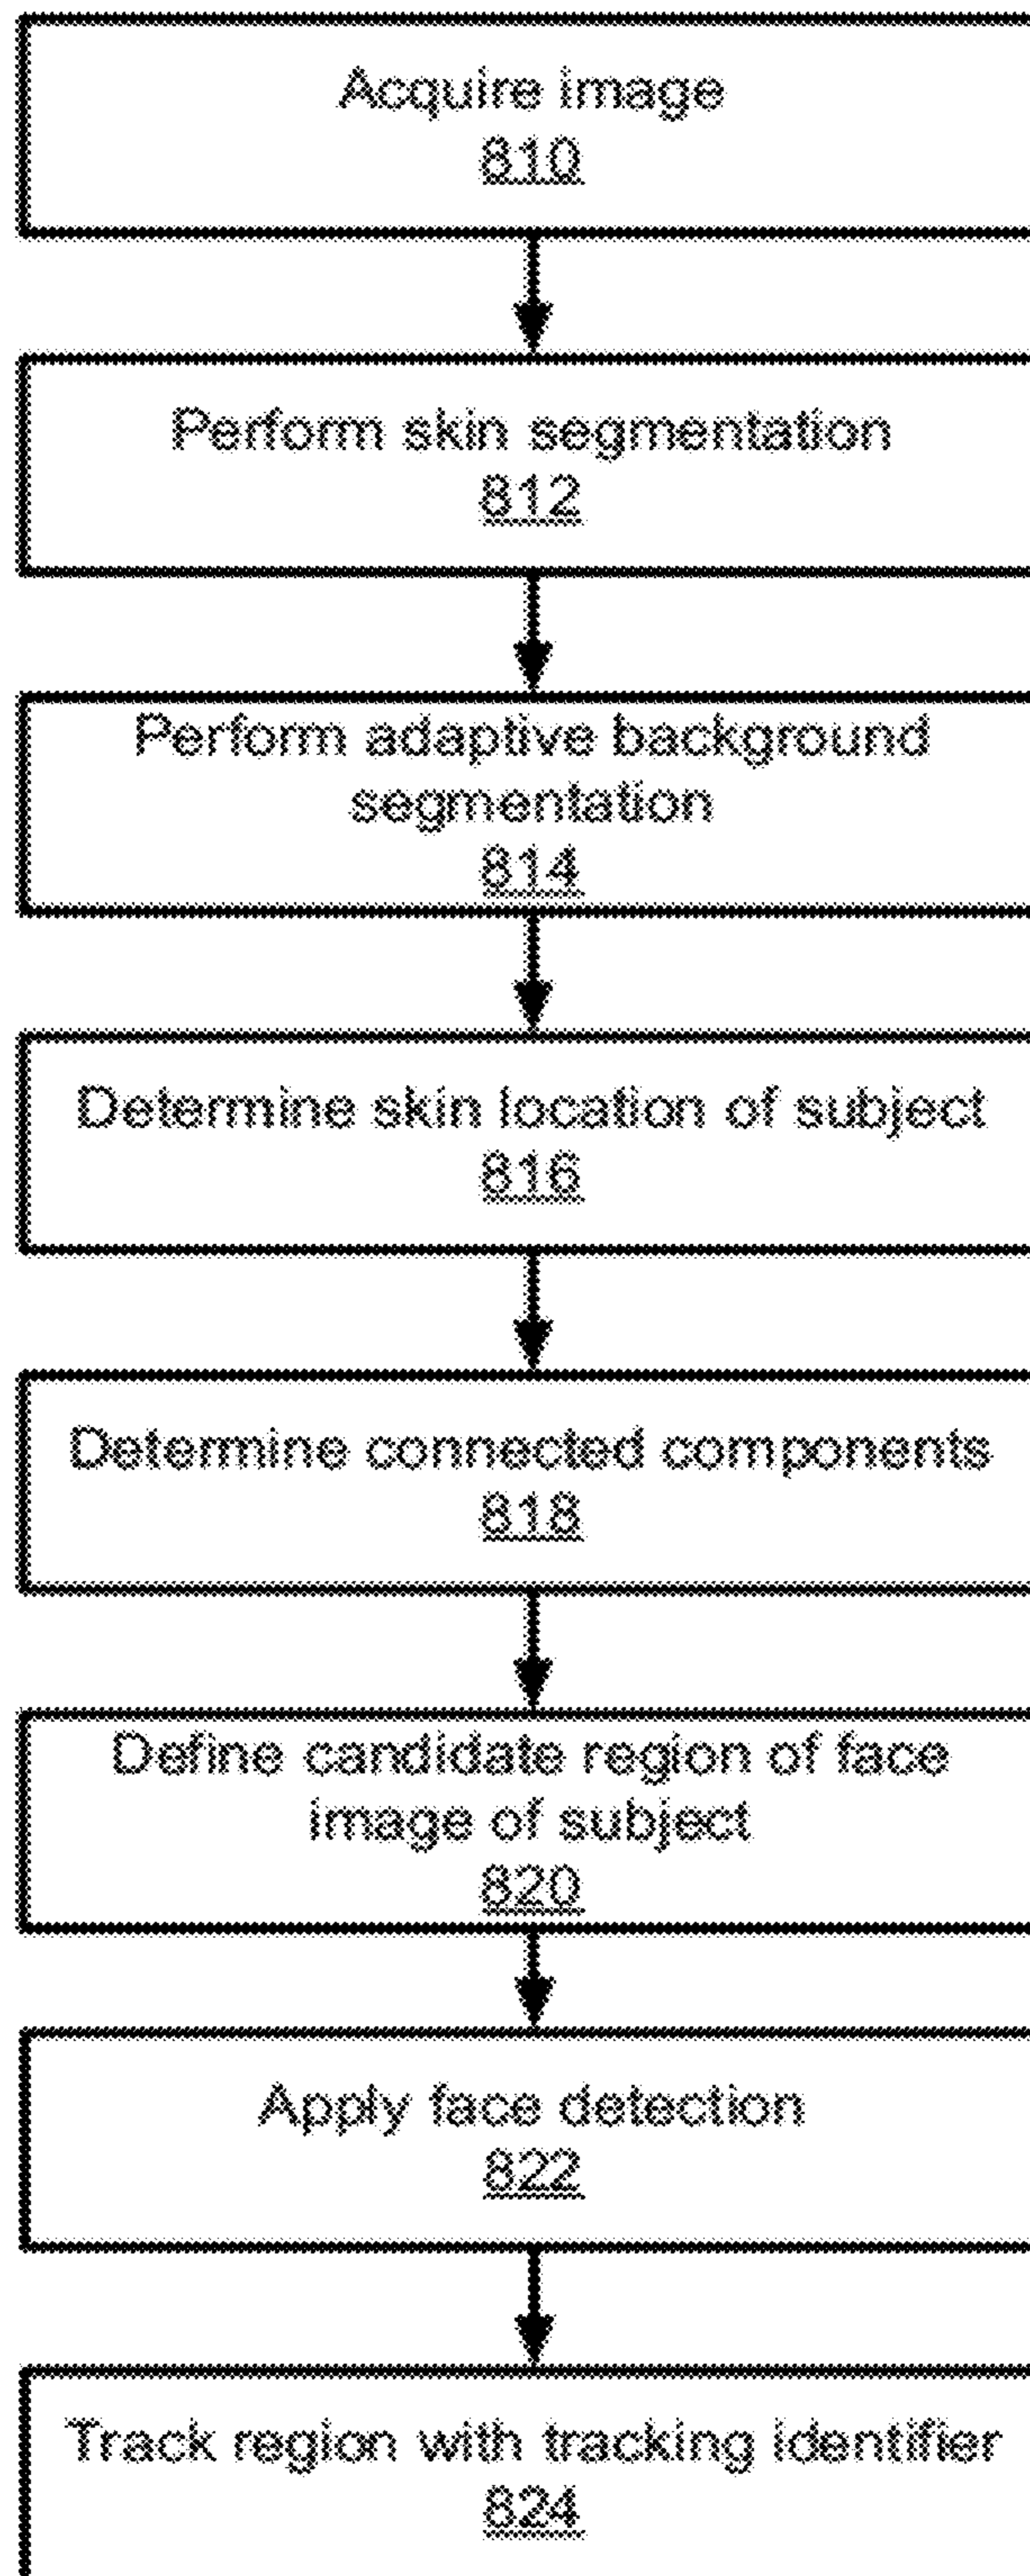 Acquire image
810
Perform skin segmentation
812
Perform adaptive background
segmentation
814
Determine skin location of subject
816
Determine connected components
818
Define candidate region of face
image of subject
820
Apply face detection
822
Track region with tracking identifier
824